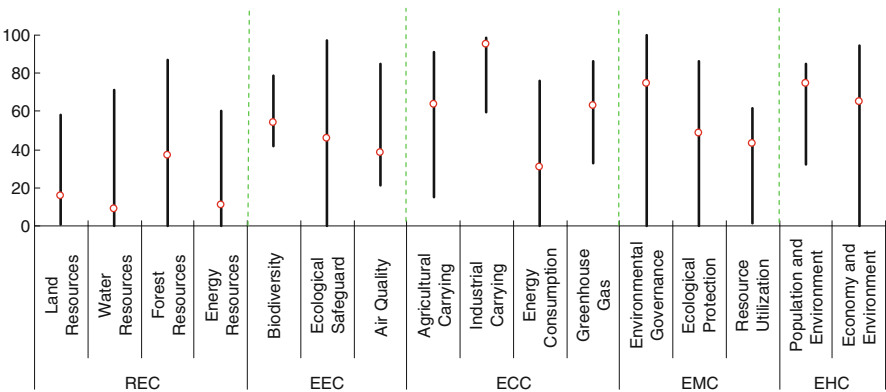 100
80
60
40
20
0
Land
Resources
Water
Resources
Forest
Resources
Energy
Resources
Biodiversity
Ecological
Safeguard
Air Quality
Agricultural
Carrying
Industrial
Carrying
Energy
Consumption
Greenhouse
Gas
Environmental
Governance
Ecological
Protection
Resource
Utilization
Population and
Environment
Economy and
Environment
REC
EEC
ECC
EMC
EHC